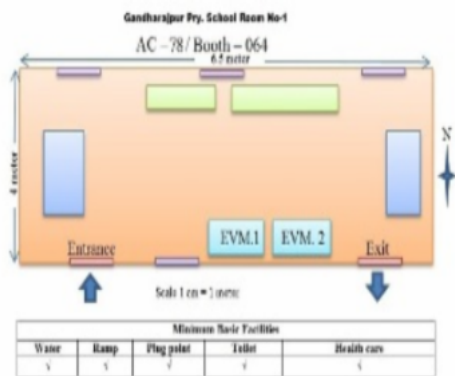 Gandharajpur Pry. School Room No-1
AC – 78/ Booth – 064
6.5 meter
4 meter
N
EVM.1 EVM. 2
Entrance Exit
Scale 1 cm = 1 meter
Minimum Basic Facilities
Water Ramp Plug point Toilet Health care
√ √ √ √ √